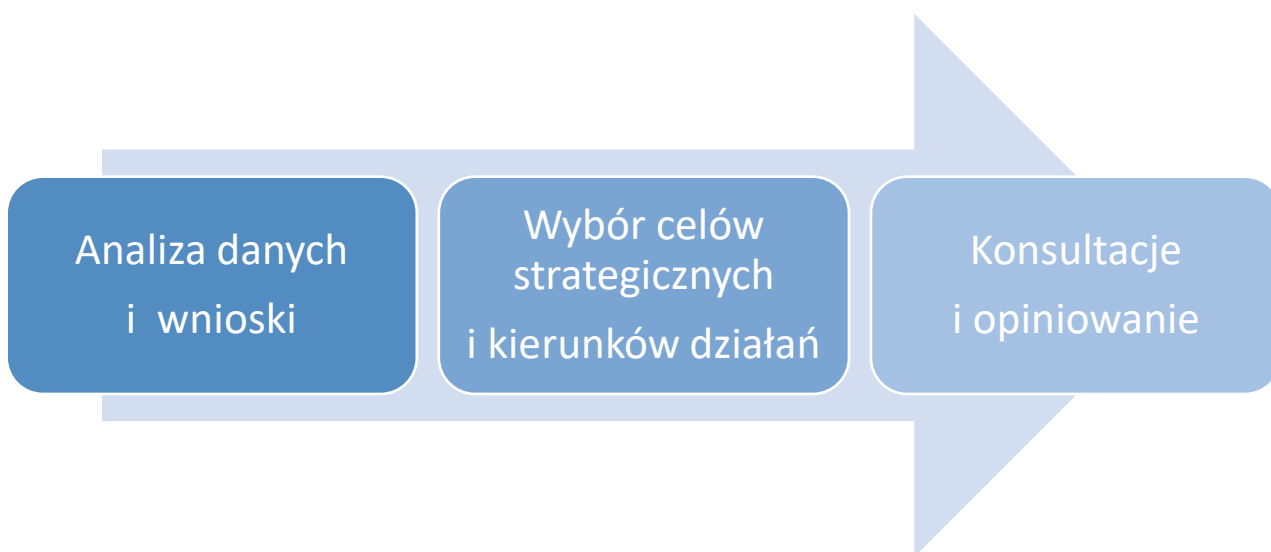 Analiza danych
i wnioski
Wybór celów
strategicznych
i kierunków działań
Konsultacje
i opiniowanie